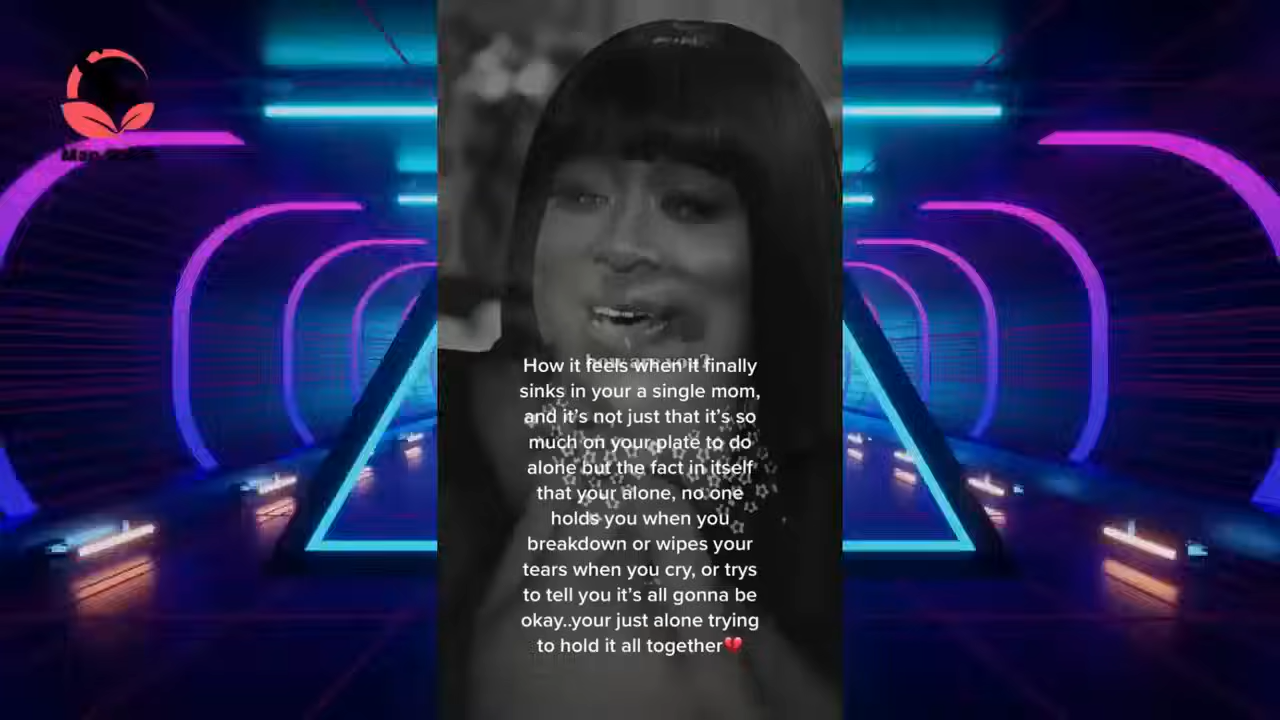 how are you?
How it feels when it finally
sinks in your a single mom,
and it's not just that it's so
much on your plate to do
alone but the fact in itself
that your alone, no one
holds you when you
breakdown or wipes your
tears when you cry, or trys
to tell you it's all gonna be
okay..your just alone trying
to hold it all together💔